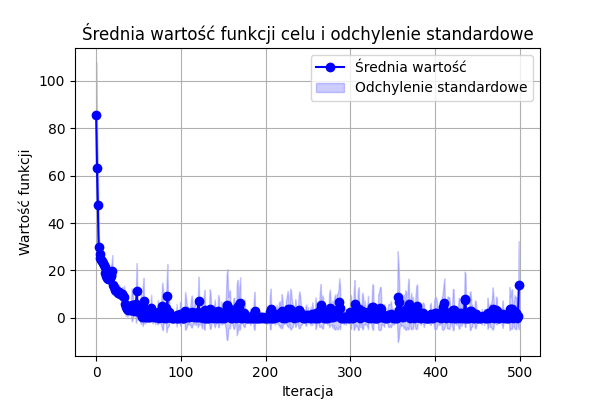 Średnia wartość funkcji celu i odchylenie standardowe
Średnia wartość
Odchylenie standardowe
Wartość funkcji
100
80
60
40
20
0
0 100 200 300 400 500
Iteracja